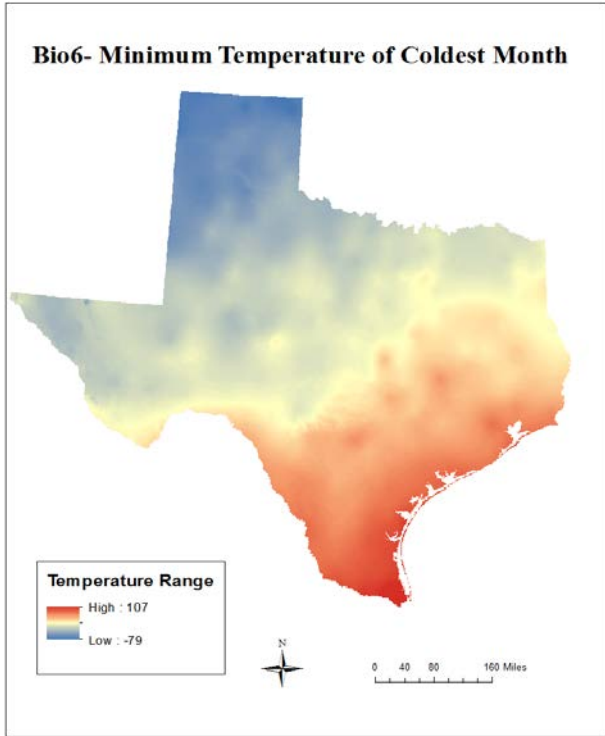 Bio6- Minimum Temperature of Coldest Month
Temperature Range
High : 107
Low : -79
N
0 40 80 160 Miles